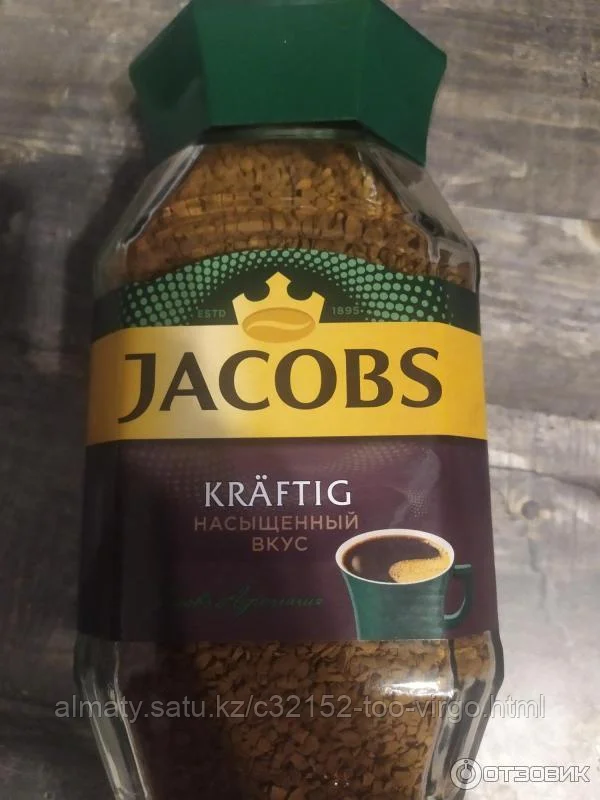 ESTD 1895
JACOBS
KRÄFTIG
НАСЫЩЕННЫЙ
ВКУС
almaty.satu.kz/c32152-too-virgo.html
ОТЗОВИК